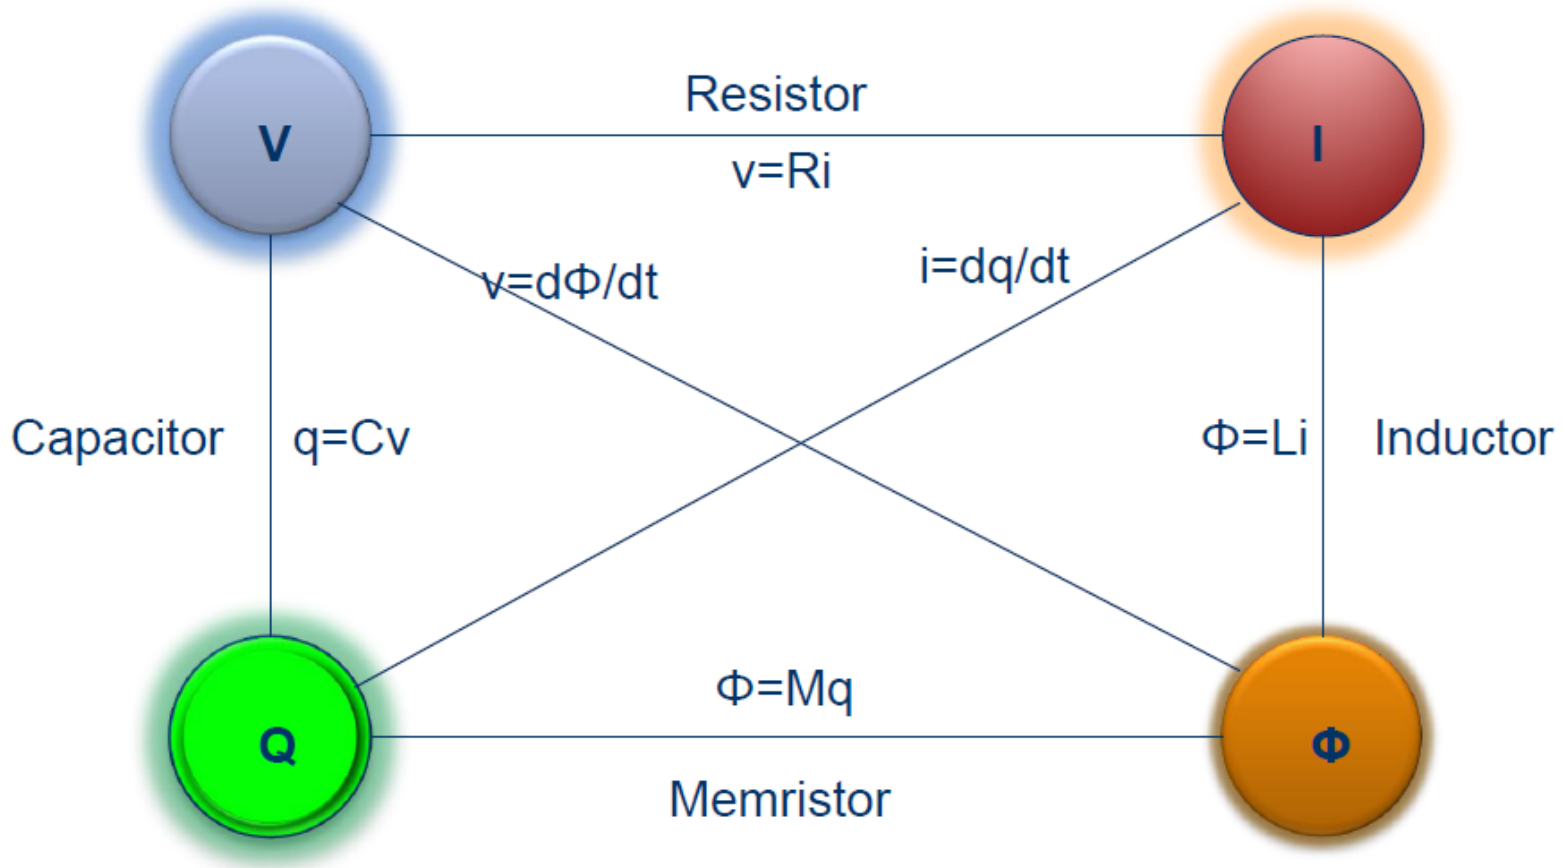 V
Resistor
I
v=Ri
v=dΦ/dt
i=dq/dt
Capacitor
q=Cv
Φ=Li
Inductor
Φ=Mq
Q
Φ
Memristor